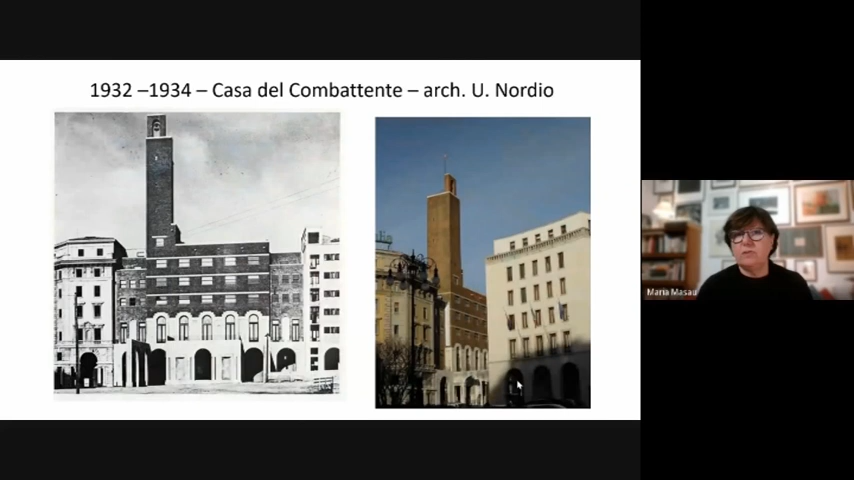 1932 –1934 – Casa del Combattente – arch. U. Nordio
Maria Masau